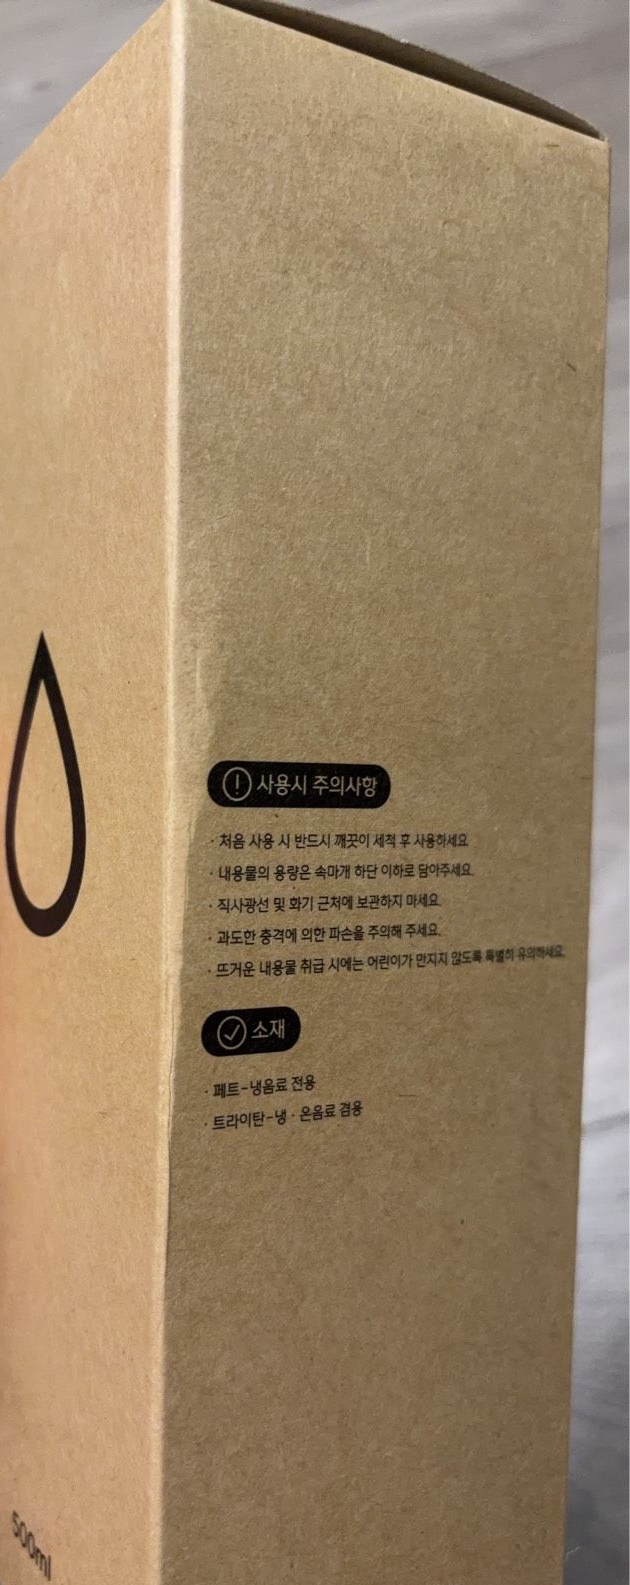 사용시 주의사항
· 처음 사용 시 반드시 깨끗이 세척 후 사용하세요.
· 내용물의 용량은 속마개 하단 이하로 담아주세요.
· 직사광선 및 화기 근처에 보관하지 마세요.
· 과도한 충격에 의한 파손을 주의해 주세요.
· 뜨거운 내용물 취급 시에는 어린이가 만지지 않도록 특별히 유의하세요.
소재
· 페트-냉음료 전용
· 트라이탄-냉 · 온음료 겸용
500ml